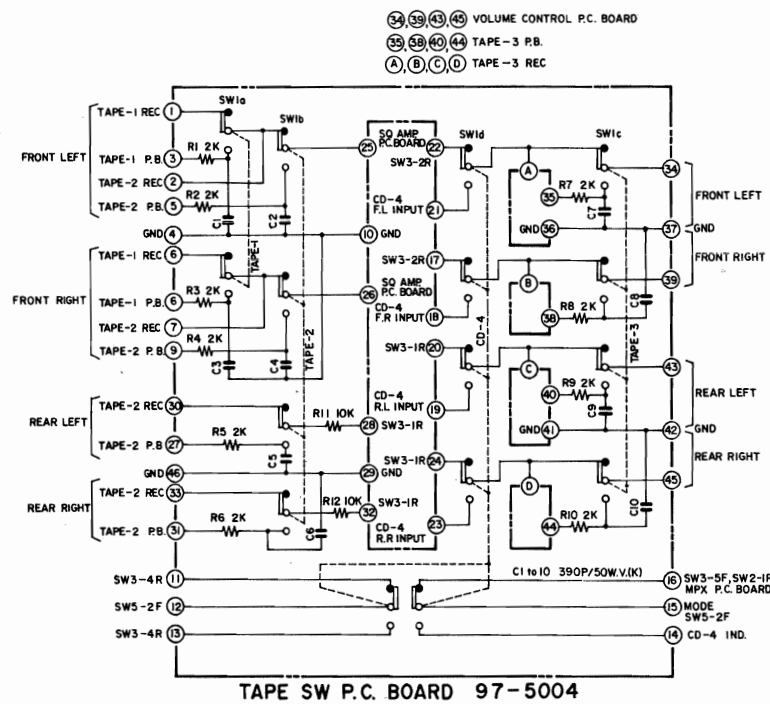 34, 39, 43, 45 VOLUME CONTROL P.C. BOARD
35, 38, 40, 44 TAPE-3 P.B.
A, B, C, D TAPE-3 REC
FRONT LEFT
TAPE-1 REC 1
TAPE-1 P.B. 3
TAPE-2 REC 2
TAPE-2 P.B. 5
GND 4
FRONT RIGHT
TAPE-1 REC 6
TAPE-1 P.B. 6
TAPE-2 REC 7
TAPE-2 P.B. 9
REAR LEFT
TAPE-2 REC 30
TAPE-2 P.B 27
GND 46
REAR RIGHT
TAPE-2 REC 33
TAPE-2 P.B. 31
SW3-4R 11
SW5-2F 12
SW3-4R 13
SW1a
SW1b
R1 2K
R2 2K
C1
C2
TAPE-1
R3 2K
R4 2K
C3
C4
TAPE-2
R5 2K
C5
R11 10K
R6 2K
C6
R12 10K
25 SQ AMP. P.C. BOARD
10 GND
26 SQ AMP. P.C. BOARD
28 SW3-1R
29 GND
32 SW3-1R
22 SW3-2R
21 CD-4 F.L INPUT
SW3-2R 17
CD-4 F.R INPUT 18
SW3-1R 20
CD-4 R.L INPUT 19
SW3-1R 24
CD-4 R.R INPUT 23
SW1d
CD-4
SW1c
A
35
R7 2K
C7
GND 36
B
38
R8 2K
C8
TAPE-3
C
40
R9 2K
C9
GND 41
D
44
R10 2K
C10
34
FRONT LEFT
37 GND
FRONT RIGHT
39
43
REAR LEFT
42 GND
REAR RIGHT
45
C1 to 10 390P/50W.V.(K)
16 SW3-5F, SW2-1F
MPX P.C. BOARD
15 MODE
SW5-2F
14 CD-4 IND.
TAPE SW P.C. BOARD 97-5004